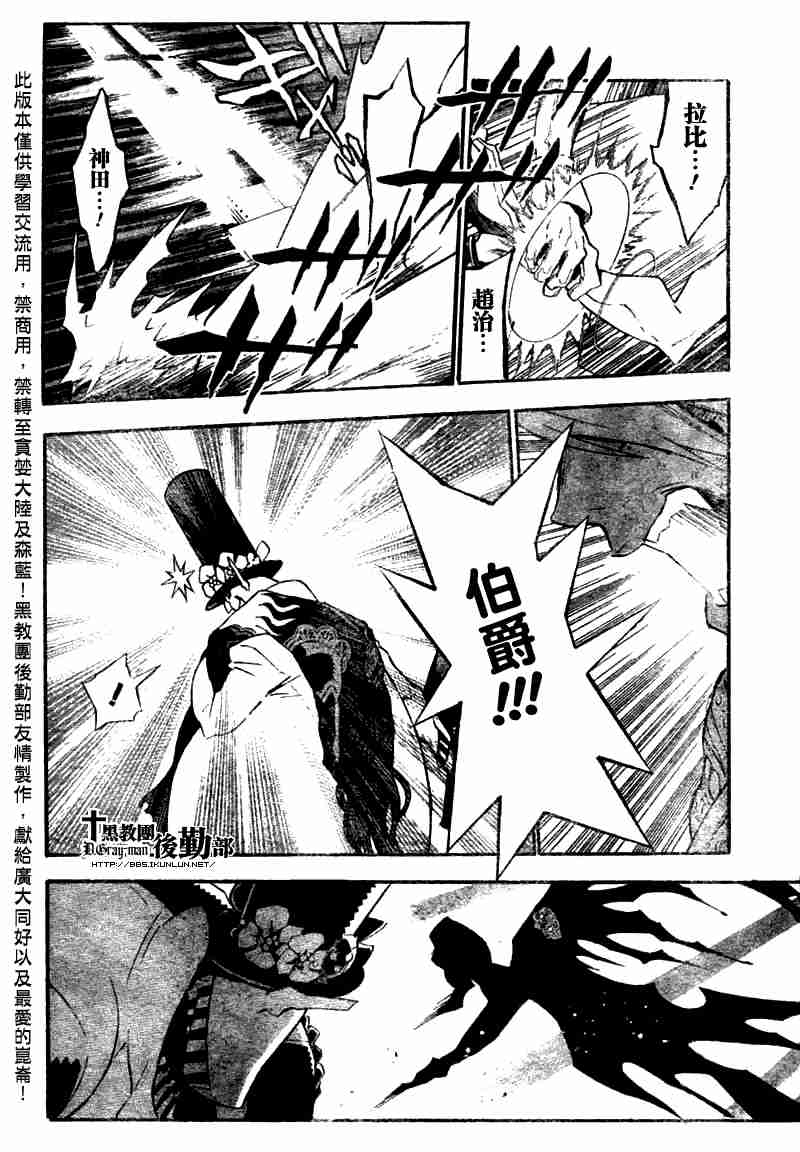 拉比…!
趙治…
神田…!
伯爵!!!
!
黑教團
D.Gray-man 後勤部
HTTP://BBS.IKUNLUN.NET/
此版本僅供學習交流用，禁商用，禁轉至貪婪大陸及森藍！黑教團後勤部友情製作，獻給廣大同好以及最愛的崑崙！